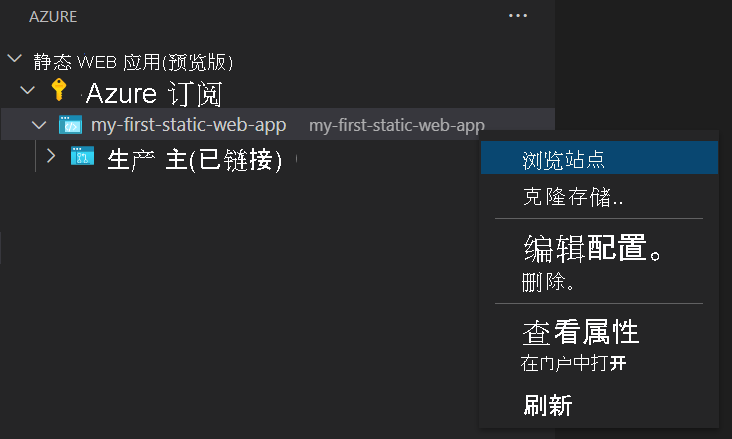 AZURE
静态 WEB 应用(预览版)
Azure 订阅
my-first-static-web-app my-first-static-web-app
生产 主(已链接)
浏览站点
克隆存储..
编辑配置。
删除。
查看属性
在门户中打开
刷新